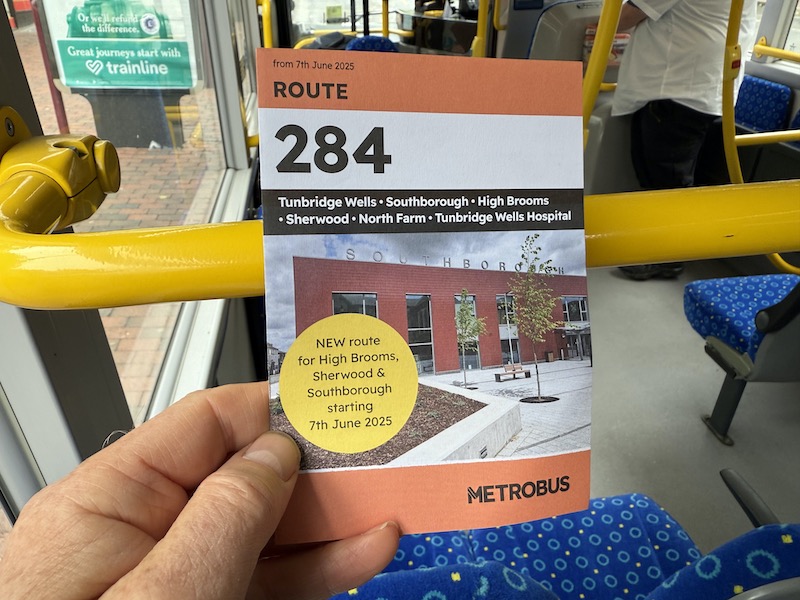 Or we'll refund
the difference.
Great journeys start with
trainline
from 7th June 2025
ROUTE
284
Tunbridge Wells • Southborough • High Brooms
• Sherwood • North Farm • Tunbridge Wells Hospital
SOUTHBOROUGH
NEW route
for High Brooms,
Sherwood &
Southborough
starting
7th June 2025
METROBUS